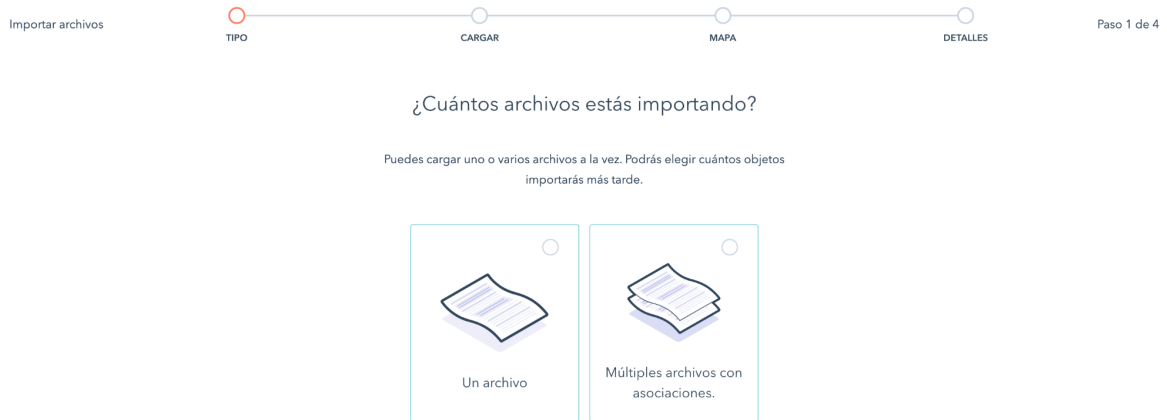 Importar archivos
TIPO
CARGAR
MAPA
DETALLES
Paso 1 de 4
¿Cuántos archivos estás importando?
Puedes cargar uno o varios archivos a la vez. Podrás elegir cuántos objetos
importarás más tarde.
Un archivo
Múltiples archivos con
asociaciones.